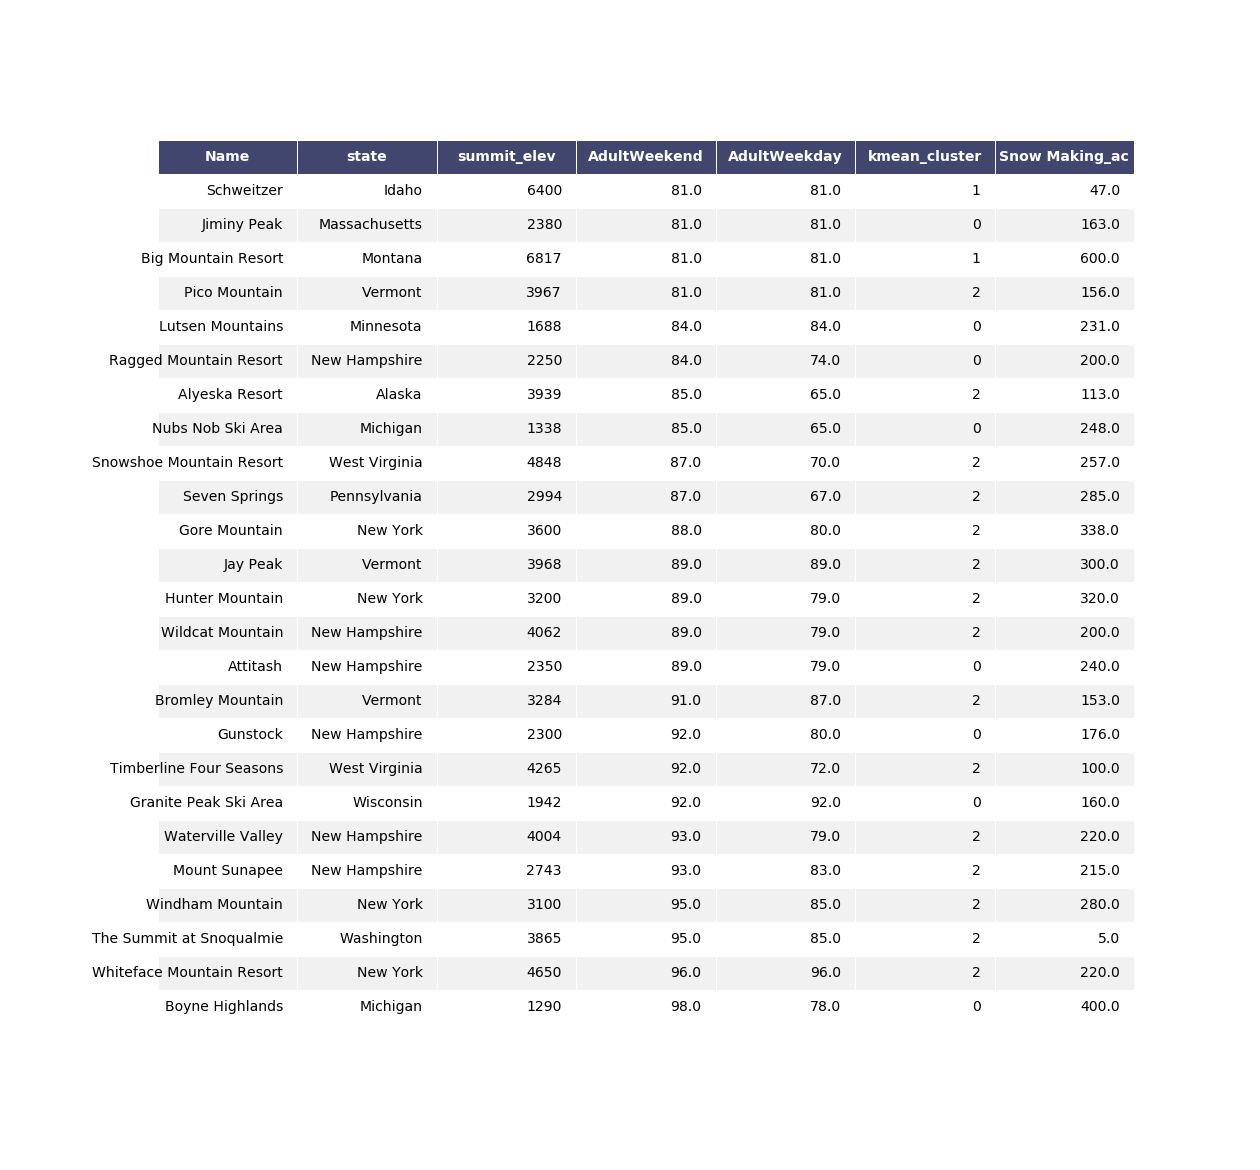 Name state summit_elev AdultWeekend AdultWeekday kmean_cluster Snow Making_ac
Schweitzer Idaho 6400 81.0 81.0 1 47.0
Jiminy Peak Massachusetts 2380 81.0 81.0 0 163.0
Big Mountain Resort Montana 6817 81.0 81.0 1 600.0
Pico Mountain Vermont 3967 81.0 81.0 2 156.0
Lutsen Mountains Minnesota 1688 84.0 84.0 0 231.0
Ragged Mountain Resort New Hampshire 2250 84.0 74.0 0 200.0
Alyeska Resort Alaska 3939 85.0 65.0 2 113.0
Nubs Nob Ski Area Michigan 1338 85.0 65.0 0 248.0
Snowshoe Mountain Resort West Virginia 4848 87.0 70.0 2 257.0
Seven Springs Pennsylvania 2994 87.0 67.0 2 285.0
Gore Mountain New York 3600 88.0 80.0 2 338.0
Jay Peak Vermont 3968 89.0 89.0 2 300.0
Hunter Mountain New York 3200 89.0 79.0 2 320.0
Wildcat Mountain New Hampshire 4062 89.0 79.0 2 200.0
Attitash New Hampshire 2350 89.0 79.0 0 240.0
Bromley Mountain Vermont 3284 91.0 87.0 2 153.0
Gunstock New Hampshire 2300 92.0 80.0 0 176.0
Timberline Four Seasons West Virginia 4265 92.0 72.0 2 100.0
Granite Peak Ski Area Wisconsin 1942 92.0 92.0 0 160.0
Waterville Valley New Hampshire 4004 93.0 79.0 2 220.0
Mount Sunapee New Hampshire 2743 93.0 83.0 2 215.0
Windham Mountain New York 3100 95.0 85.0 2 280.0
The Summit at Snoqualmie Washington 3865 95.0 85.0 2 5.0
Whiteface Mountain Resort New York 4650 96.0 96.0 2 220.0
Boyne Highlands Michigan 1290 98.0 78.0 0 400.0